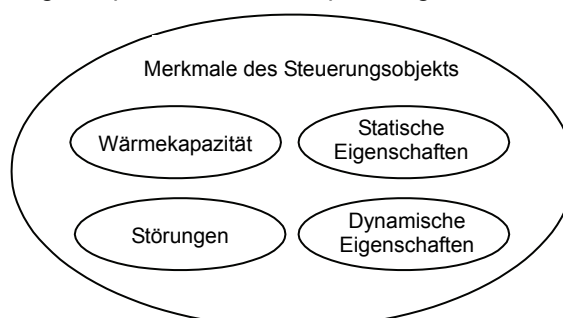 Merkmale des Steuerungsobjekts
Wärmekapazität
Statische
Eigenschaften
Störungen
Dynamische
Eigenschaften